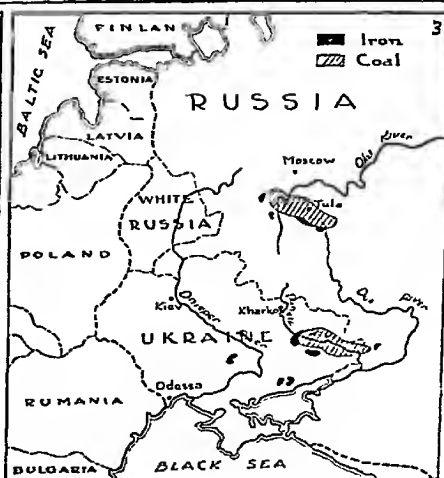 FINLAN
3
BALTIC SEA
Iron
Coal
ESTONIA
RUSSIA
LATVIA
Moscow
Oka River
LITHUANIA
Tula
WHITE
RUSSIA
POLAND
Dnieper
Don River
Kiev
Kharkov
UKRAINE
Odessa
RUMANIA
BULGARIA
BLACK SEA